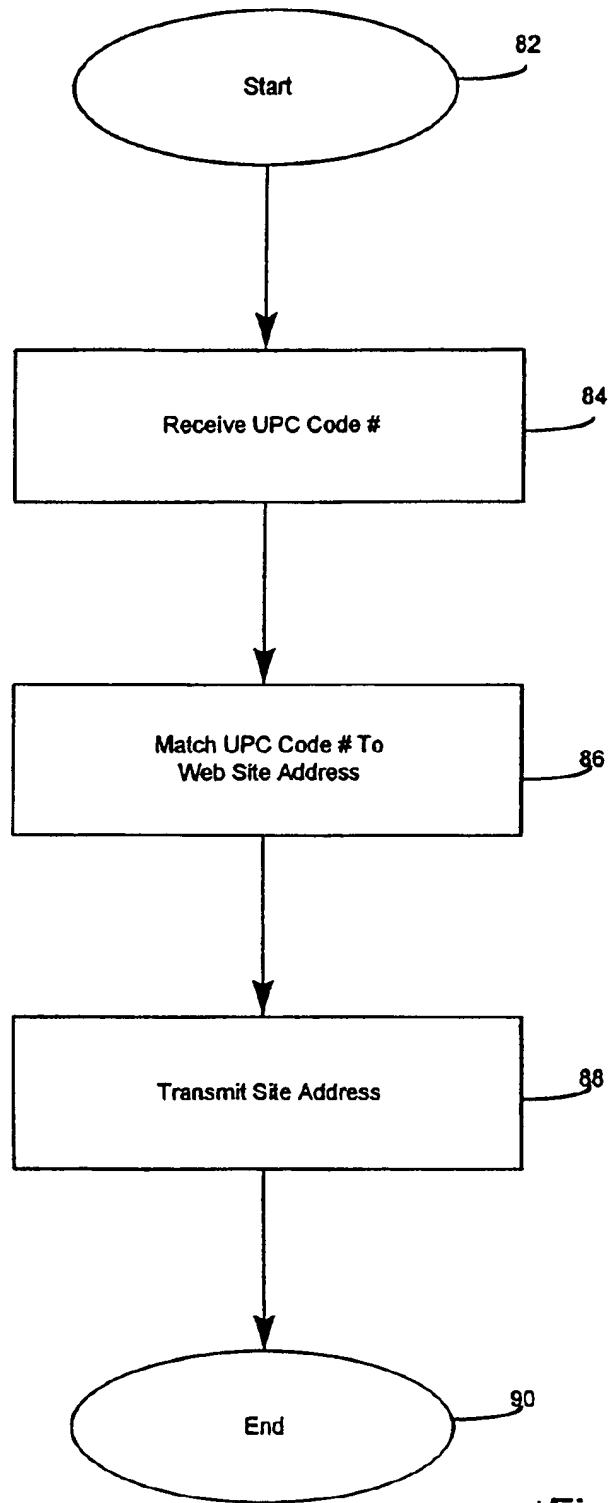 82
Start
84
Receive UPC Code #
Match UPC Code # To
Web Site Address
86
Transmit Site Address
88
90
End